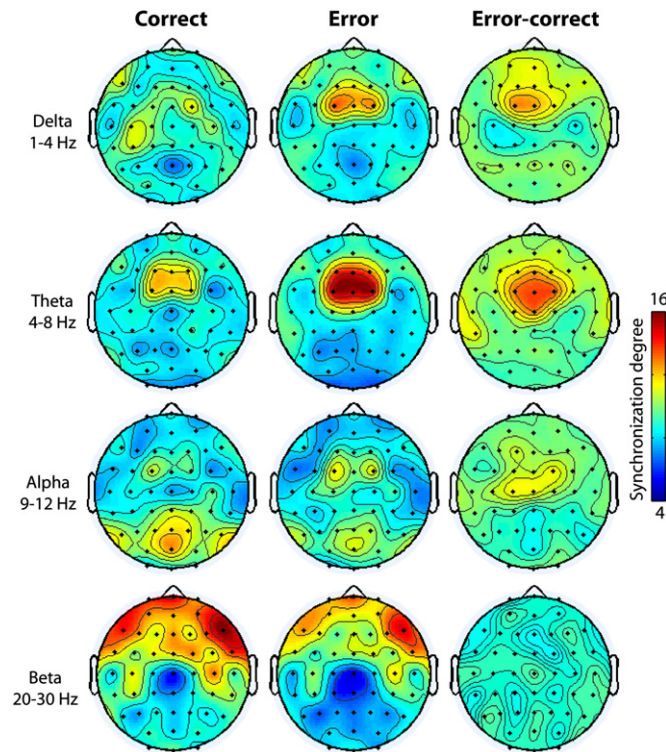 Correct Error Error-correct
Delta
1-4 Hz
Theta
4-8 Hz
16
Synchronization degree
4
Alpha
9-12 Hz
Beta
20-30 Hz